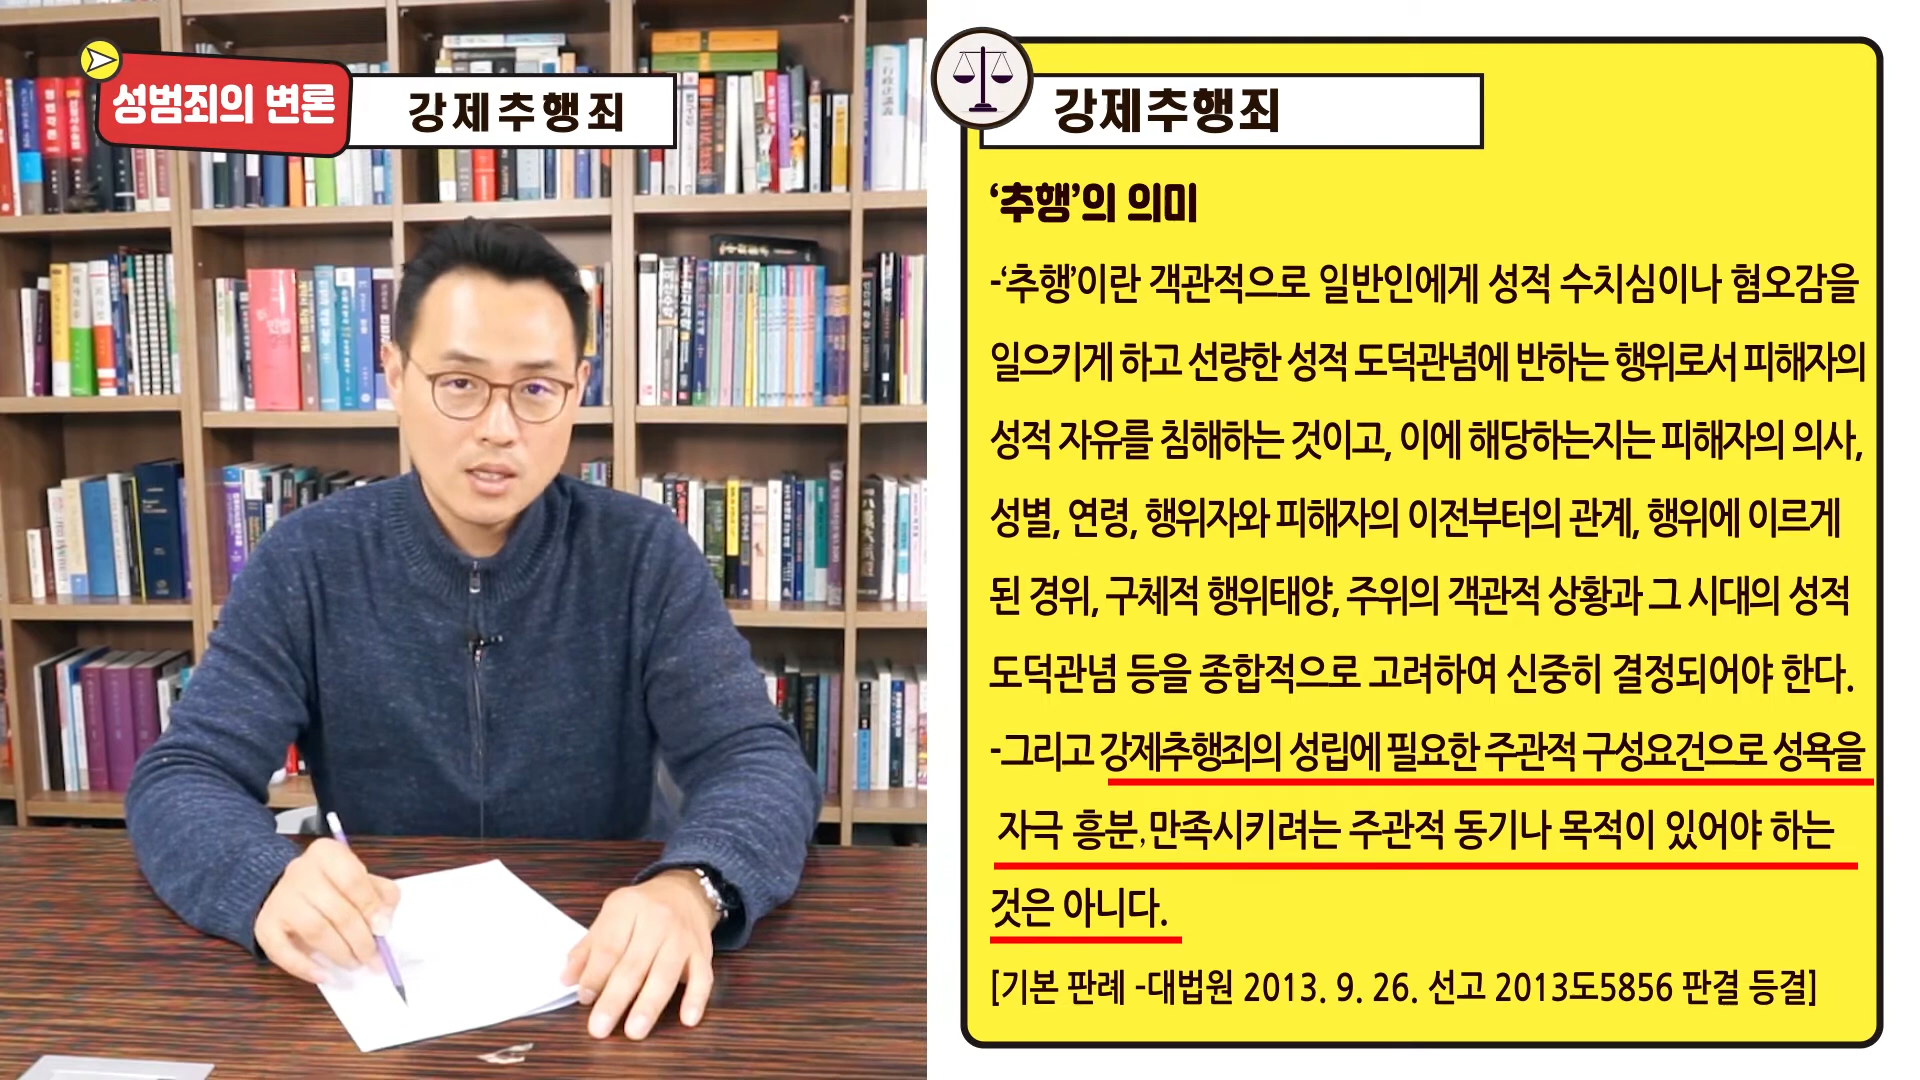 성범죄의 변론
강제추행죄
강제추행죄
‘추행’의 의미
-‘추행’이란 객관적으로 일반인에게 성적 수치심이나 혐오감을
일으키게 하고 선량한 성적 도덕관념에 반하는 행위로서 피해자의
성적 자유를 침해하는 것이고, 이에 해당하는지는 피해자의 의사,
성별, 연령, 행위자와 피해자의 이전부터의 관계, 행위에 이르게
된 경위, 구체적 행위태양, 주위의 객관적 상황과 그 시대의 성적
도덕관념 등을 종합적으로 고려하여 신중히 결정되어야 한다.
-그리고 강제추행죄의 성립에 필요한 주관적 구성요건으로 성욕을
자극 흥분,만족시키려는 주관적 동기나 목적이 있어야 하는
것은 아니다.
[기본 판례 -대법원 2013. 9. 26. 선고 2013도5856 판결 등결]